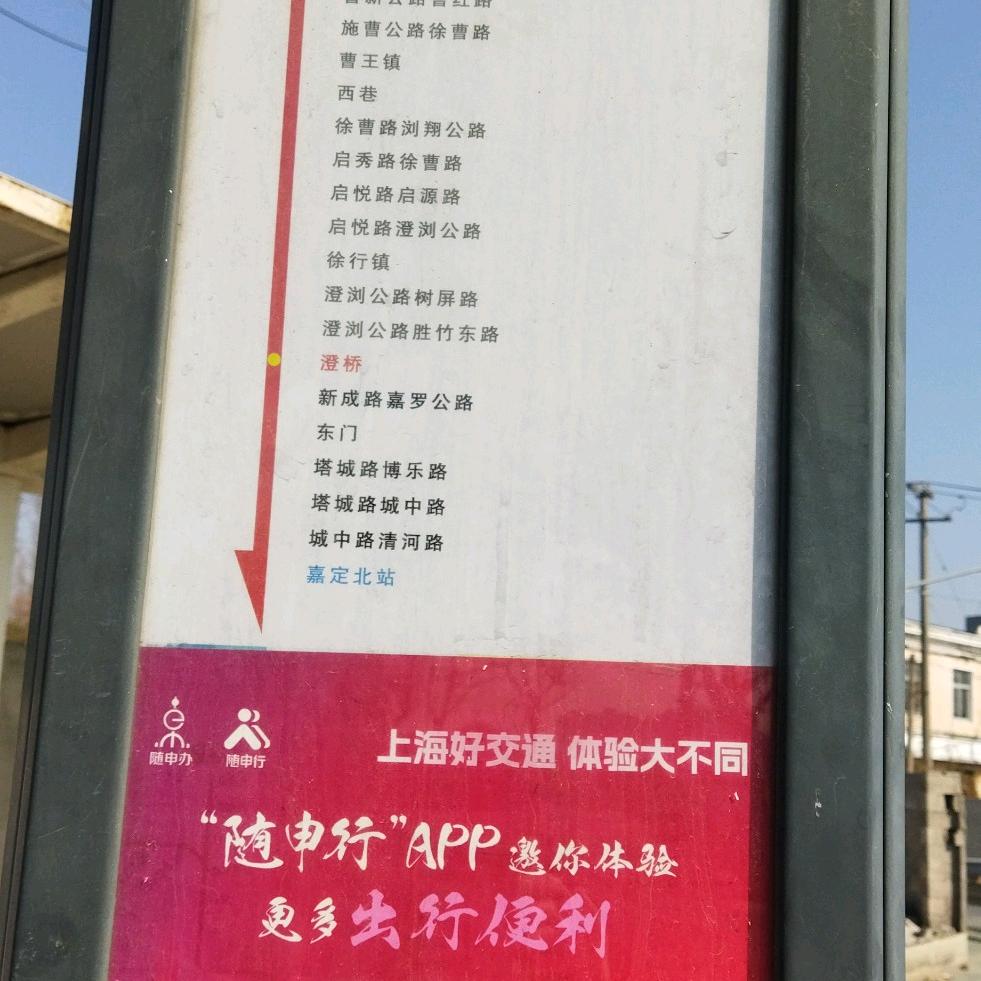 施曹公路徐曹路
曹王镇
西巷
徐曹路浏翔公路
启秀路徐曹路
启悦路启源路
启悦路澄浏公路
徐行镇
澄浏公路树屏路
澄浏公路胜竹东路
澄桥
新成路嘉罗公路
东门
塔城路博乐路
塔城路城中路
城中路清河路
嘉定北站
随申办 随申行
上海好交通 体验大不同
“随申行”APP 邀你体验
更多出行便利